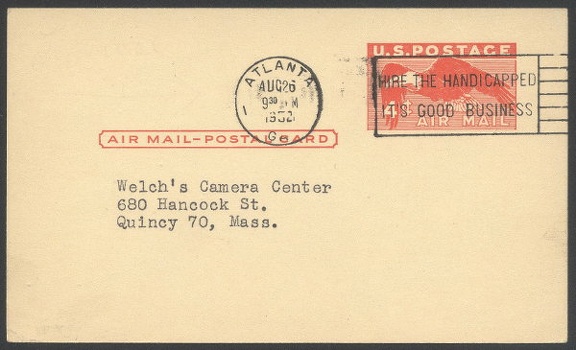 U.S. POSTAGE
ATLANTA
AUG 26
9 30 M
1952
GA
HIRE THE HANDICAPPED
IT'S GOOD BUSINESS
4¢
AIR MAIL
AIR MAIL-POSTAL CARD
Welch's Camera Center
680 Hancock St.
Quincy 70, Mass.